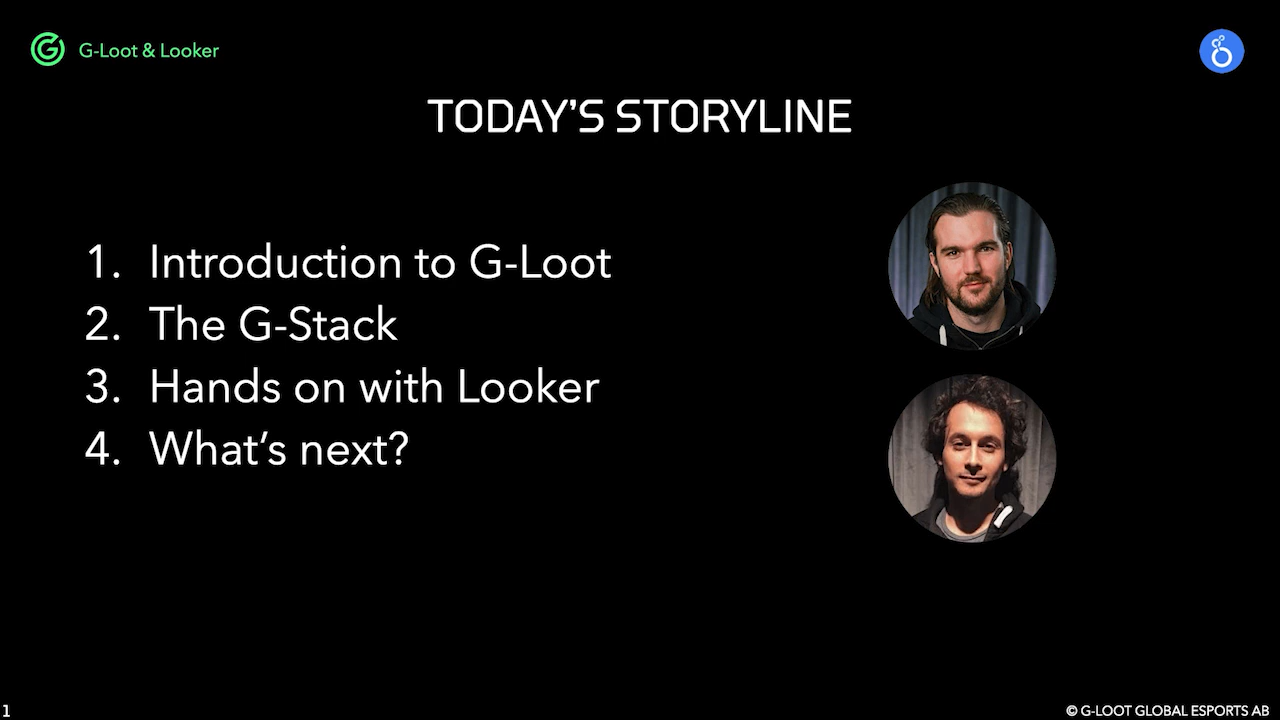 G-Loot & Looker
TODAY'S STORYLINE
1. Introduction to G-Loot
2. The G-Stack
3. Hands on with Looker
4. What's next?
1
© G-LOOT GLOBAL ESPORTS AB